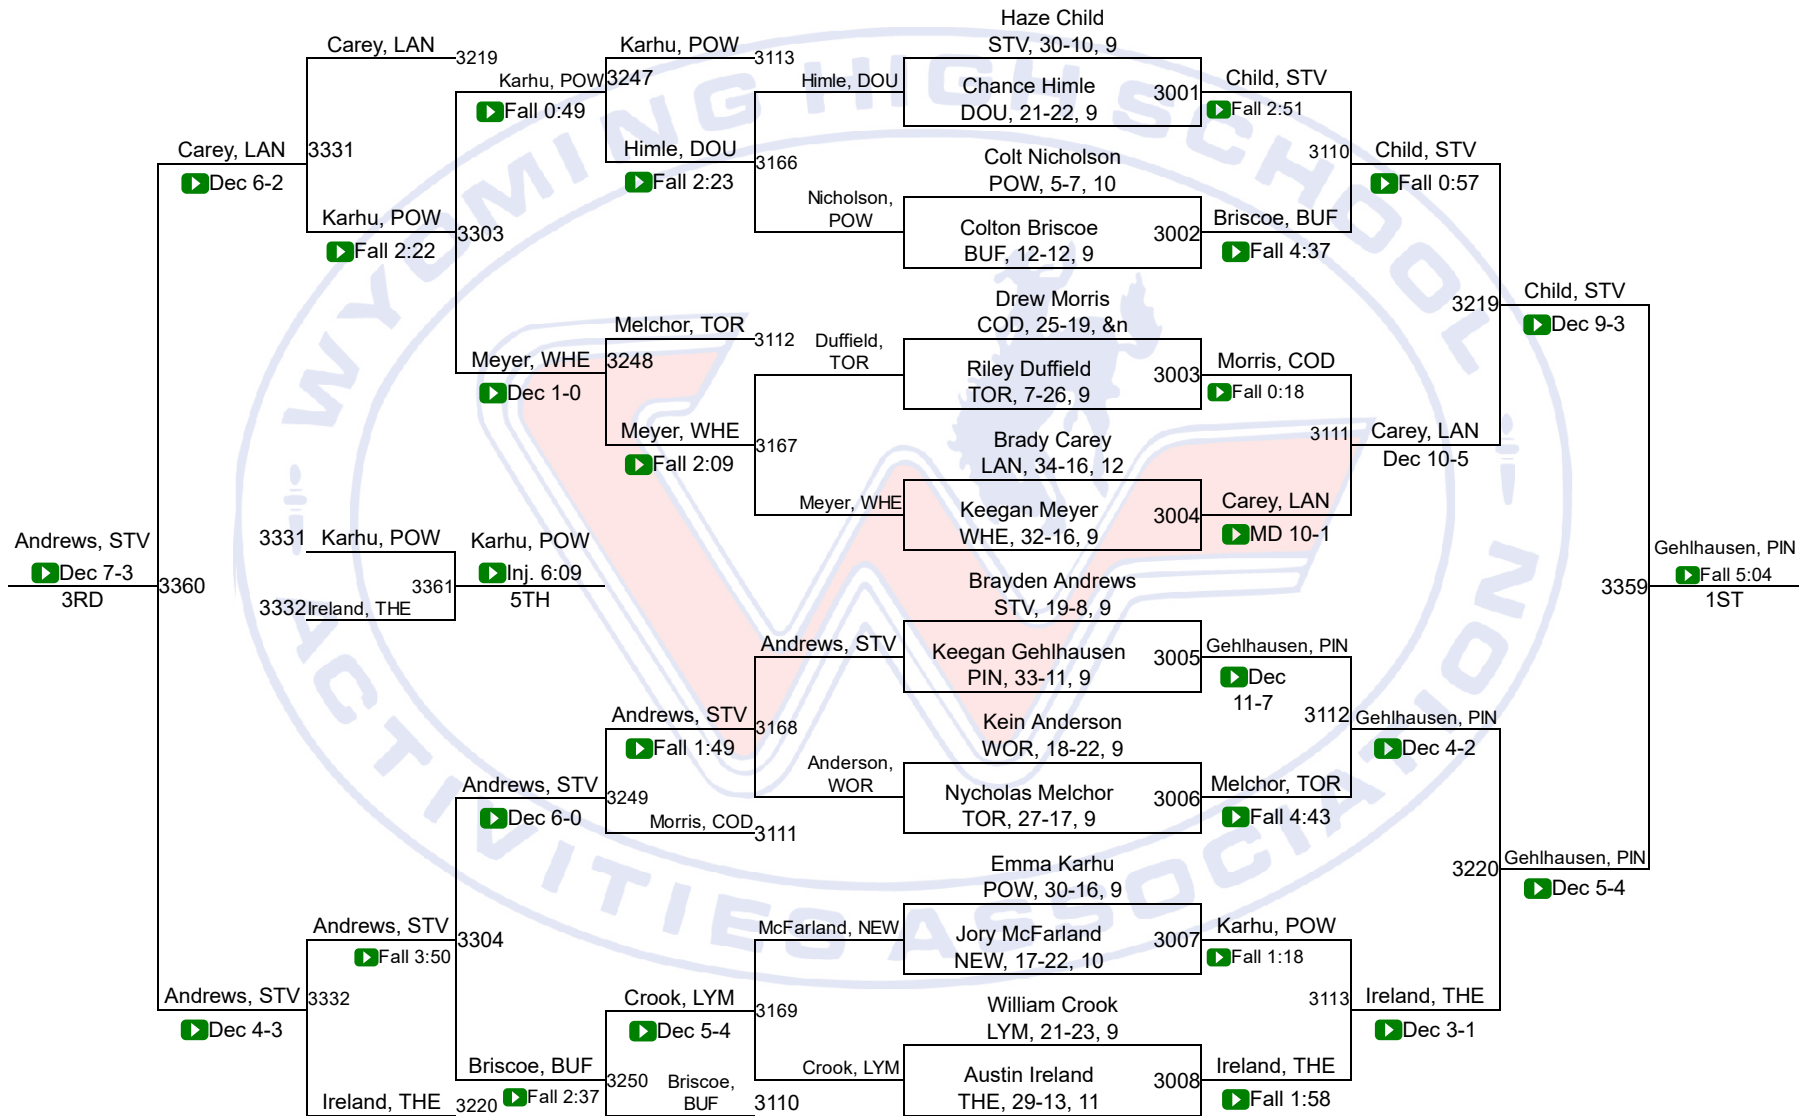 Haze Child
STV, 30-10, 9
Carey, LAN
3219
Karhu, POW
3113
Karhu, POW
3247
Fall 0:49
Himle, DOU
Chance Himle
DOU, 21-22, 9
3001
Child, STV
Fall 2:51
Carey, LAN
3331
Dec 6-2
Himle, DOU
3166
Fall 2:23
Colt Nicholson
POW, 5-7, 10
3110
Child, STV
Fall 0:57
Karhu, POW
3303
Fall 2:22
Nicholson,
POW
Colton Briscoe
BUF, 12-12, 9
3002
Briscoe, BUF
Fall 4:37
Drew Morris
COD, 25-19, &n
3219
Child, STV
Dec 9-3
Melchor, TOR
3112
Meyer, WHE
3248
Dec 1-0
Duffield,
TOR
Riley Duffield
TOR, 7-26, 9
3003
Morris, COD
Fall 0:18
Meyer, WHE
3167
Fall 2:09
Brady Carey
LAN, 34-16, 12
3111
Carey, LAN
Dec 10-5
Meyer, WHE
Keegan Meyer
WHE, 32-16, 9
3004
Carey, LAN
MD 10-1
Andrews, STV
Dec 7-3
3RD
3360
3331
Karhu, POW
3361
3332
Ireland, THE
Karhu, POW
Inj. 6:09
5TH
Brayden Andrews
STV, 19-8, 9
3359
Gehlhausen, PIN
Fall 5:04
1ST
Andrews, STV
Keegan Gehlhausen
PIN, 33-11, 9
3005
Gehlhausen, PIN
Dec
11-7
Andrews, STV
3168
Fall 1:49
Kein Anderson
WOR, 18-22, 9
3112
Gehlhausen, PIN
Dec 4-2
Andrews, STV
3249
Dec 6-0
Morris, COD
3111
Anderson,
WOR
Nycholas Melchor
TOR, 27-17, 9
3006
Melchor, TOR
Fall 4:43
Emma Karhu
POW, 30-16, 9
3220
Gehlhausen, PIN
Dec 5-4
Andrews, STV
3304
Fall 3:50
McFarland, NEW
Jory McFarland
NEW, 17-22, 10
3007
Karhu, POW
Fall 1:18
Andrews, STV
3332
Dec 4-3
Crook, LYM
3169
Dec 5-4
William Crook
LYM, 21-23, 9
3113
Ireland, THE
Dec 3-1
Briscoe, BUF
3250
Fall 2:37
Briscoe,
BUF
3110
Crook, LYM
Austin Ireland
THE, 29-13, 11
3008
Ireland, THE
Fall 1:58
Ireland, THE
3220
WYOMING HIGH SCHOOL
ACTIVITIES ASSOCIATION